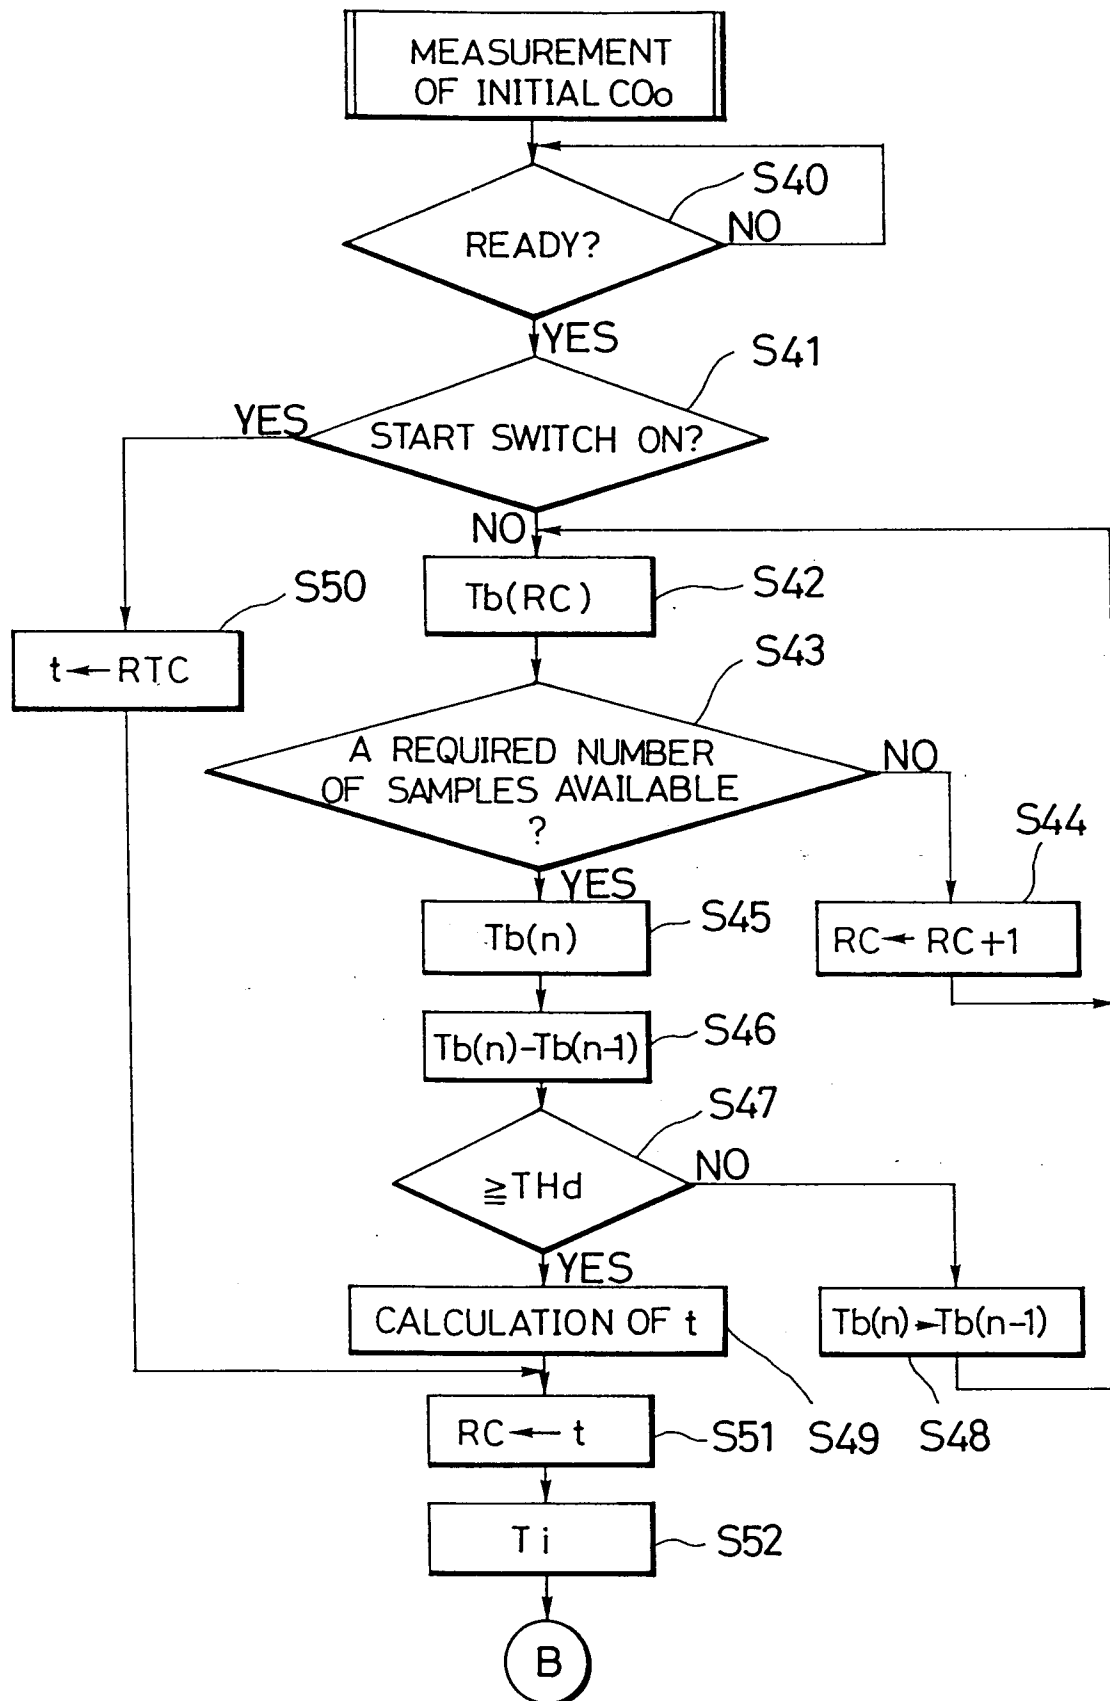 MEASUREMENT
OF INITIAL COo
S40
READY?
NO
YES
S41
YES
START SWITCH ON?
NO
S42
Tb(RC)
S50
t←RTC
S43
A REQUIRED NUMBER
OF SAMPLES AVAILABLE
?
NO
YES
S44
RC←RC+1
S45
Tb(n)
S46
Tb(n)-Tb(n-1)
S47
≧THd
NO
YES
CALCULATION OF t
Tb(n)→Tb(n-1)
S49
S48
RC←t
S51
Ti
S52
B